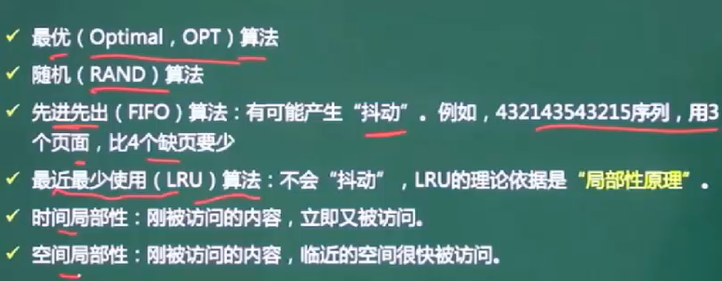 ✓ 最优（Optimal，OPT）算法
✓ 随机（RAND）算法
✓ 先进先出（FIFO）算法：有可能产生“抖动”。例如，432143543215序列，用3
个页面，比4个缺页要少
✓ 最近最少使用（LRU）算法：不会“抖动”，LRU的理论依据是“局部性原理”。
✓ 时间局部性：刚被访问的内容，立即又被访问。
✓ 空间局部性：刚被访问的内容，临近的空间很快被访问。